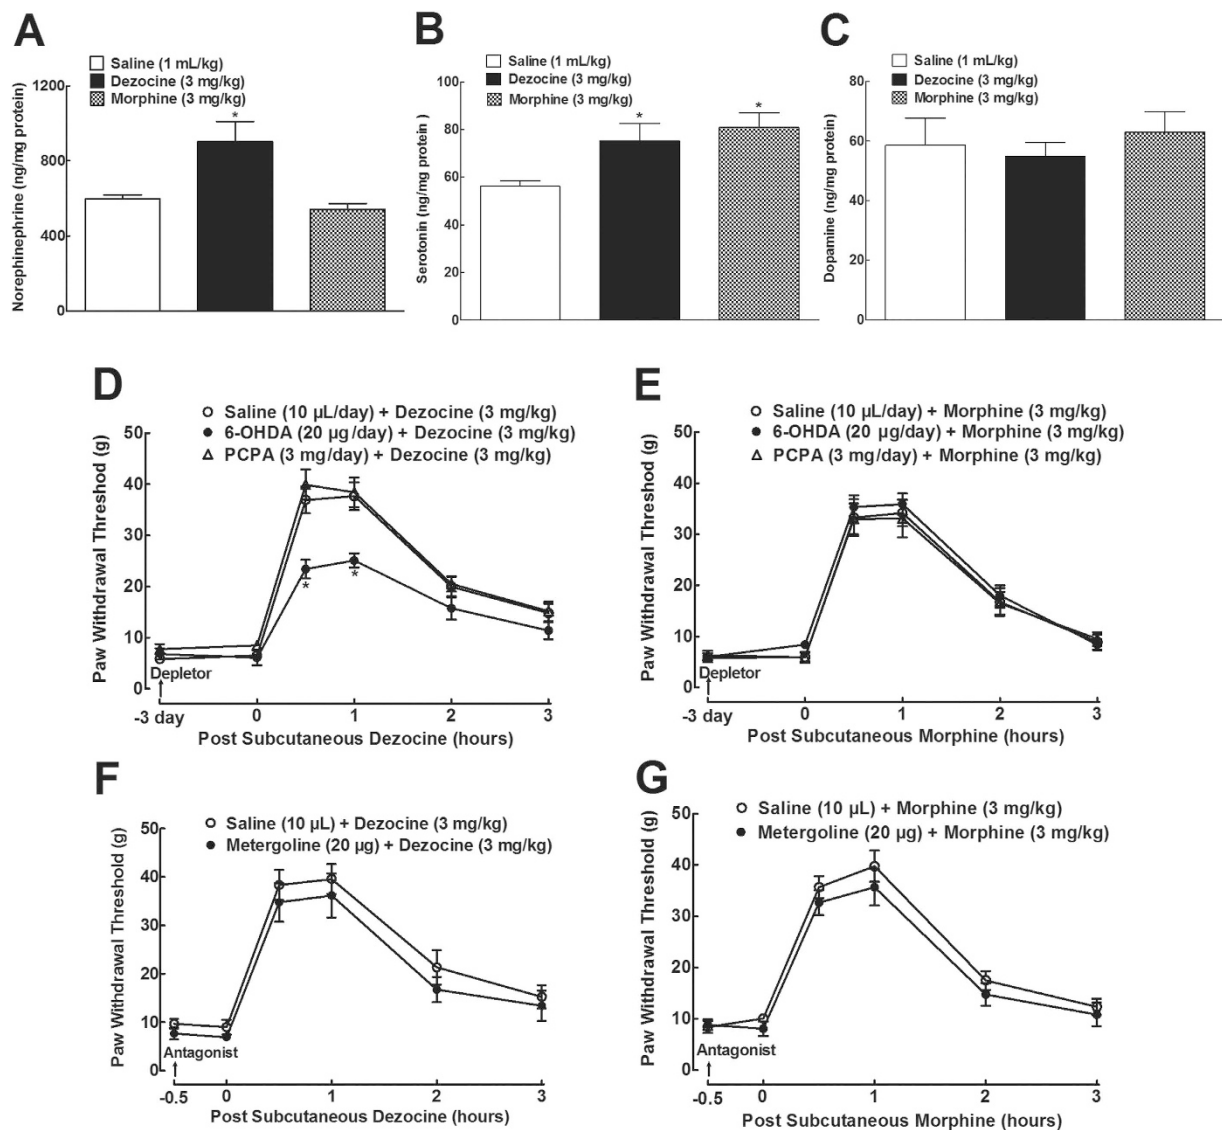 A
Saline (1 mL/kg)
Dezocine (3 mg/kg)
Morphine (3 mg/kg)
Norephinephrine (ng/mg protein)
1200
800
400
0
*
B
Saline (1 mL/kg)
Dezocine (3 mg/kg)
Morphine (3 mg/kg)
Serotonin (ng/mg protein )
100
80
60
40
20
0
*
*
C
Saline (1 mL/kg)
Dezocine (3 mg/kg)
Morphine (3 mg/kg)
Dopamine (ng/mg protein)
80
60
40
20
0
D
Saline (10 µL/day) + Dezocine (3 mg/kg)
6-OHDA (20 µg/day) + Dezocine (3 mg/kg)
PCPA (3 mg/day) + Dezocine (3 mg/kg)
Paw Withdrawal Threshod (g)
50
40
30
20
10
0
*
*
Depletor
-3 day
0
1
2
3
Post Subcutaneous Dezocine (hours)
E
Saline (10 µL/day) + Morphine (3 mg/kg)
6-OHDA (20 µg/day) + Morphine (3 mg/kg)
PCPA (3 mg/day) + Morphine (3 mg/kg)
Paw Withdrawal Threshold (g)
50
40
30
20
10
0
Depletor
-3 day
0
1
2
3
Post Subcutaneous Morphine (hours)
F
Saline (10 µL) + Dezocine (3 mg/kg)
Metergoline (20 µg) + Dezocine (3 mg/kg)
Paw Withdrawal Threshold (g)
50
40
30
20
10
0
Antagonist
-0.5
0
1
2
3
Post Subcutaneous Dezocine (hours)
G
Saline (10 µL) + Morphine (3 mg/kg)
Metergoline (20 µg) + Morphine (3 mg/kg)
Paw Withdrawal Threshold (g)
50
40
30
20
10
0
Antagonist
-0.5
0
1
2
3
Post Subcutaneous Morphine (hours)